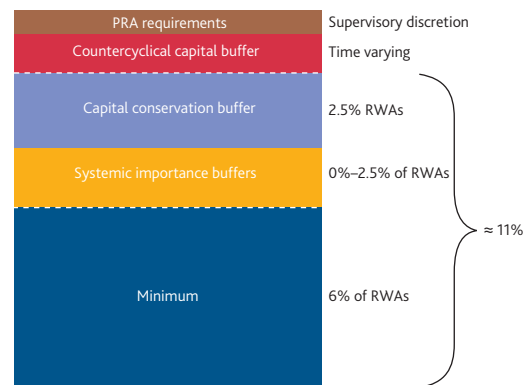 PRA requirements Supervisory discretion
Countercyclical capital buffer Time varying
Capital conservation buffer 2.5% RWAs
Systemic importance buffers 0%–2.5% of RWAs
≈ 11%
Minimum 6% of RWAs